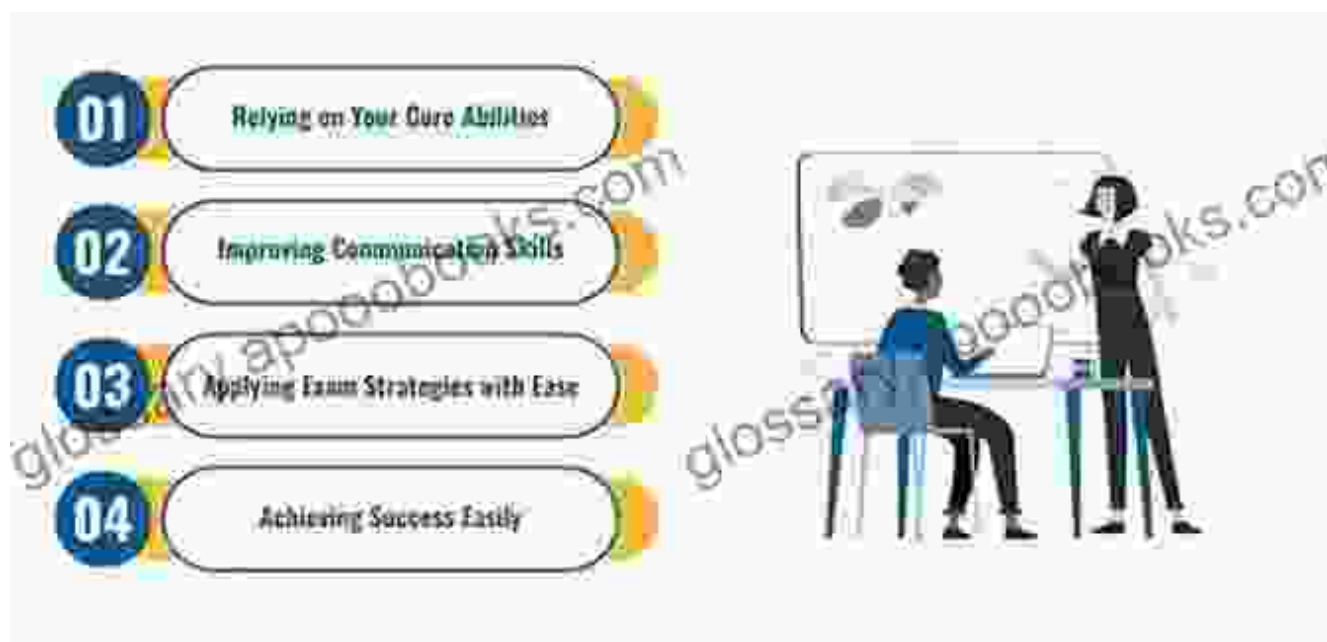 01
Relying on Your Core Abilities
02
Improving Communication Skills
03
Applying Exam Strategies with Ease
04
Achieving Success Easily
glossary.apooobooks.com
glossary.apooobooks.com